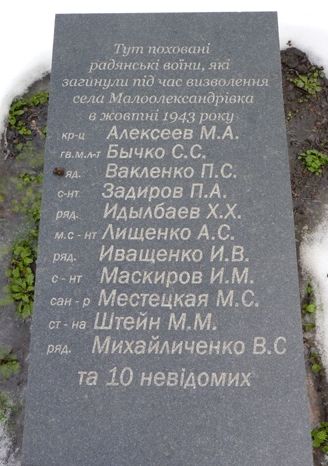 Тут поховані
радянські воїни, які
загинули під час визволення
села Малоолександрівка
в жовтні 1943 року
кр-ц Алексеев М.А.
гв.м.л-т Бычко С.С.
яд. Вакленко П.С.
с-нт Задиров П.А.
ряд. Идылбаев Х.Х.
м.с-нт Лищенко А.С.
ряд. Иващенко И.В.
с-нт Маскиров И.М.
сан-р Местецкая М.С.
ст-на Штейн М.М.
ряд. Михайличенко В.С
та 10 невідомих